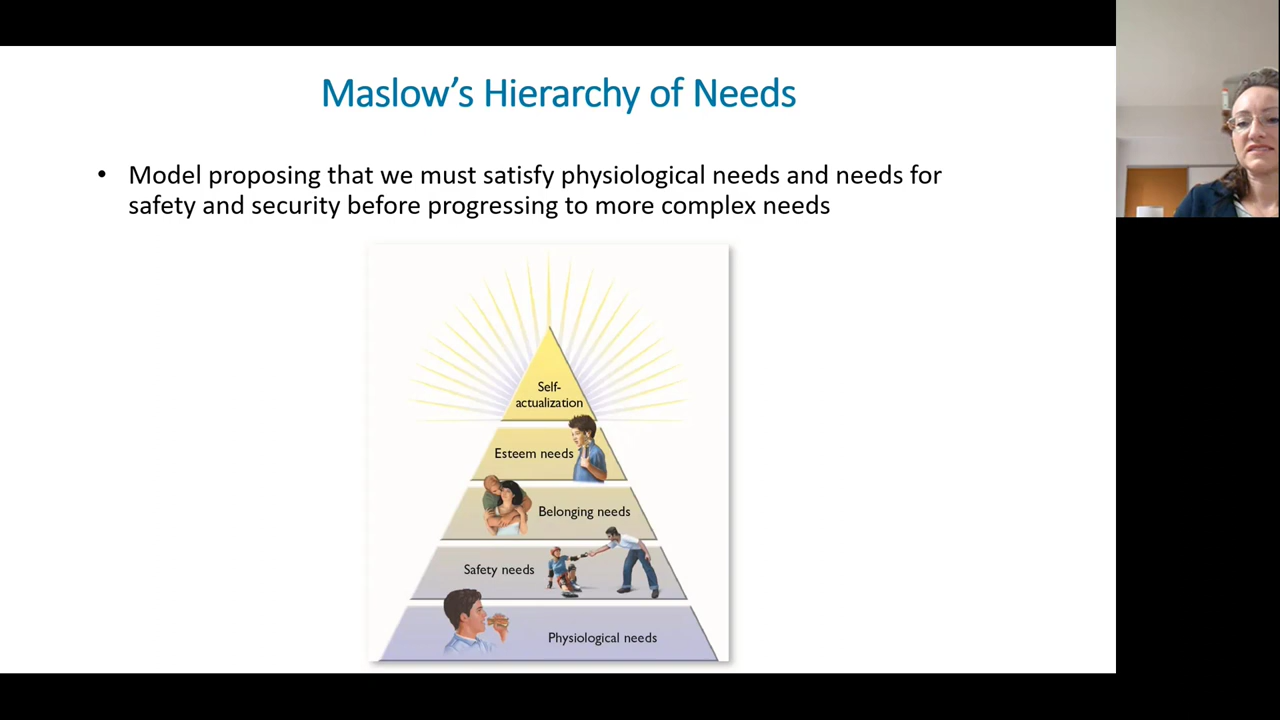 Maslow’s Hierarchy of Needs
• Model proposing that we must satisfy physiological needs and needs for
safety and security before progressing to more complex needs
Self-
actualization
Esteem needs
Belonging needs
Safety needs
Physiological needs